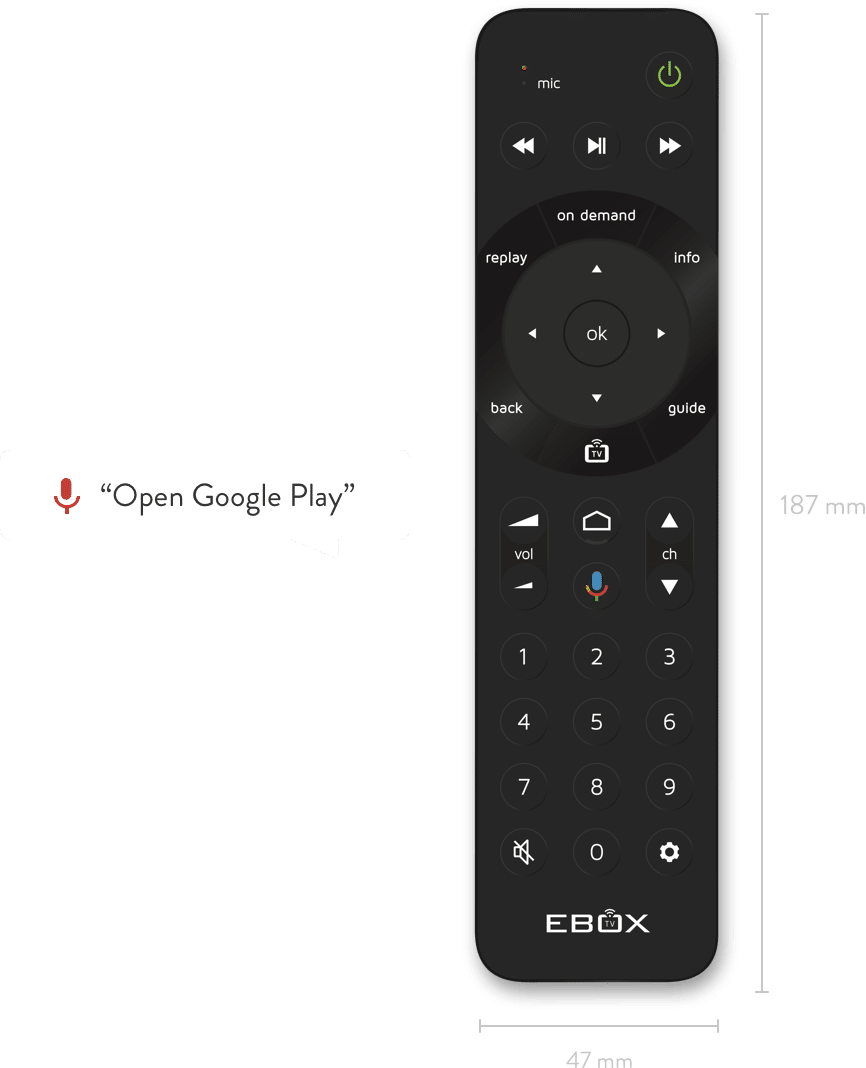 mic
on demand
replay
info
ok
back
guide
TV
“Open Google Play”
187 mm
vol
ch
1 2 3
4 5 6
7 8 9
0
EBOX
TV
47 mm